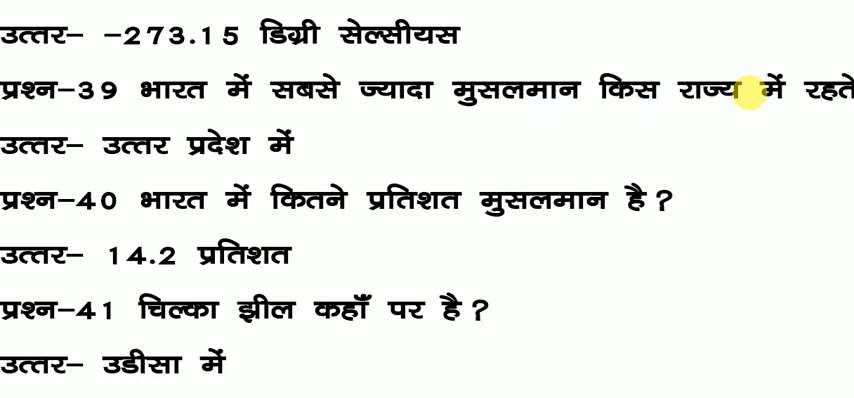 उत्तर- -273.15 डिग्री सेल्सीयस
प्रश्न-39 भारत में सबसे ज्यादा मुसलमान किस राज्य में रहते
उत्तर- उत्तर प्रदेश में
प्रश्न-40 भारत में कितने प्रतिशत मुसलमान है ?
उत्तर- 14.2 प्रतिशत
प्रश्न-41 चिल्का झील कहाँ पर है ?
उत्तर- उडीसा में